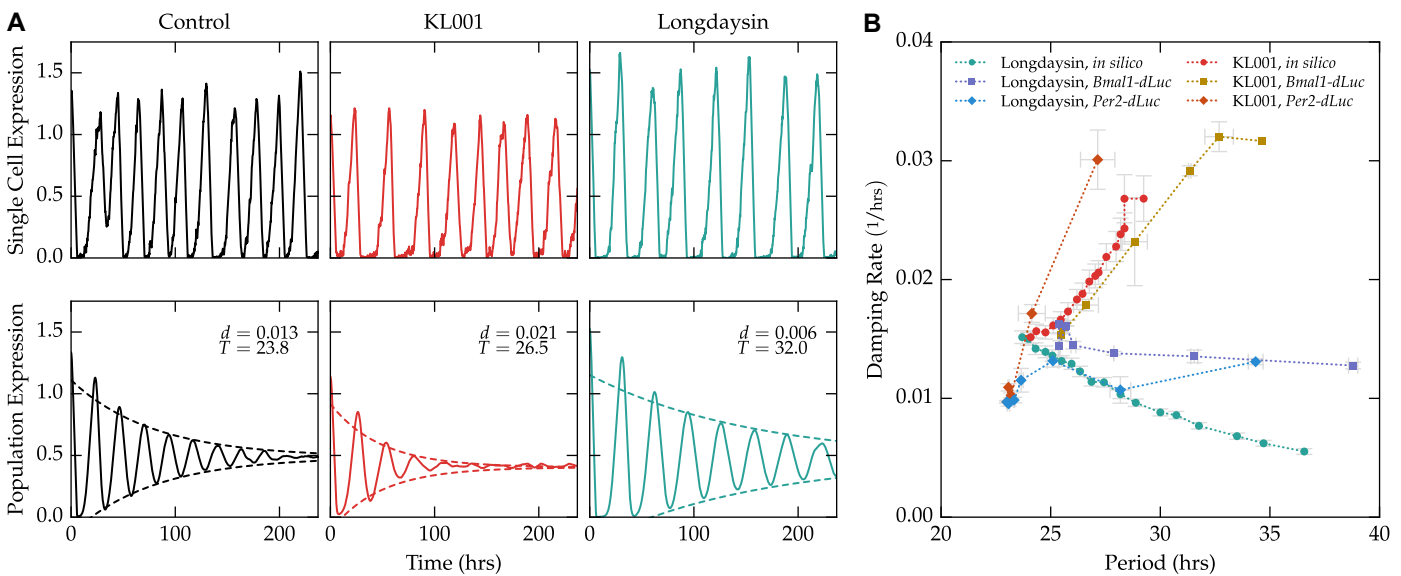 A
Control
KL001
Longdaysin
Single Cell Expression
1.5
1.0
0.5
0.0
Population Expression
1.5
1.0
0.5
0.0
d = 0.013
T = 23.8
d = 0.021
T = 26.5
d = 0.006
T = 32.0
0 100 200
0 100 200
0 100 200
Time (hrs)
B
Damping Rate (1/hrs)
0.04
0.03
0.02
0.01
0.00
Longdaysin, in silico
Longdaysin, Bmal1-dLuc
Longdaysin, Per2-dLuc
KL001, in silico
KL001, Bmal1-dLuc
KL001, Per2-dLuc
20 25 30 35 40
Period (hrs)